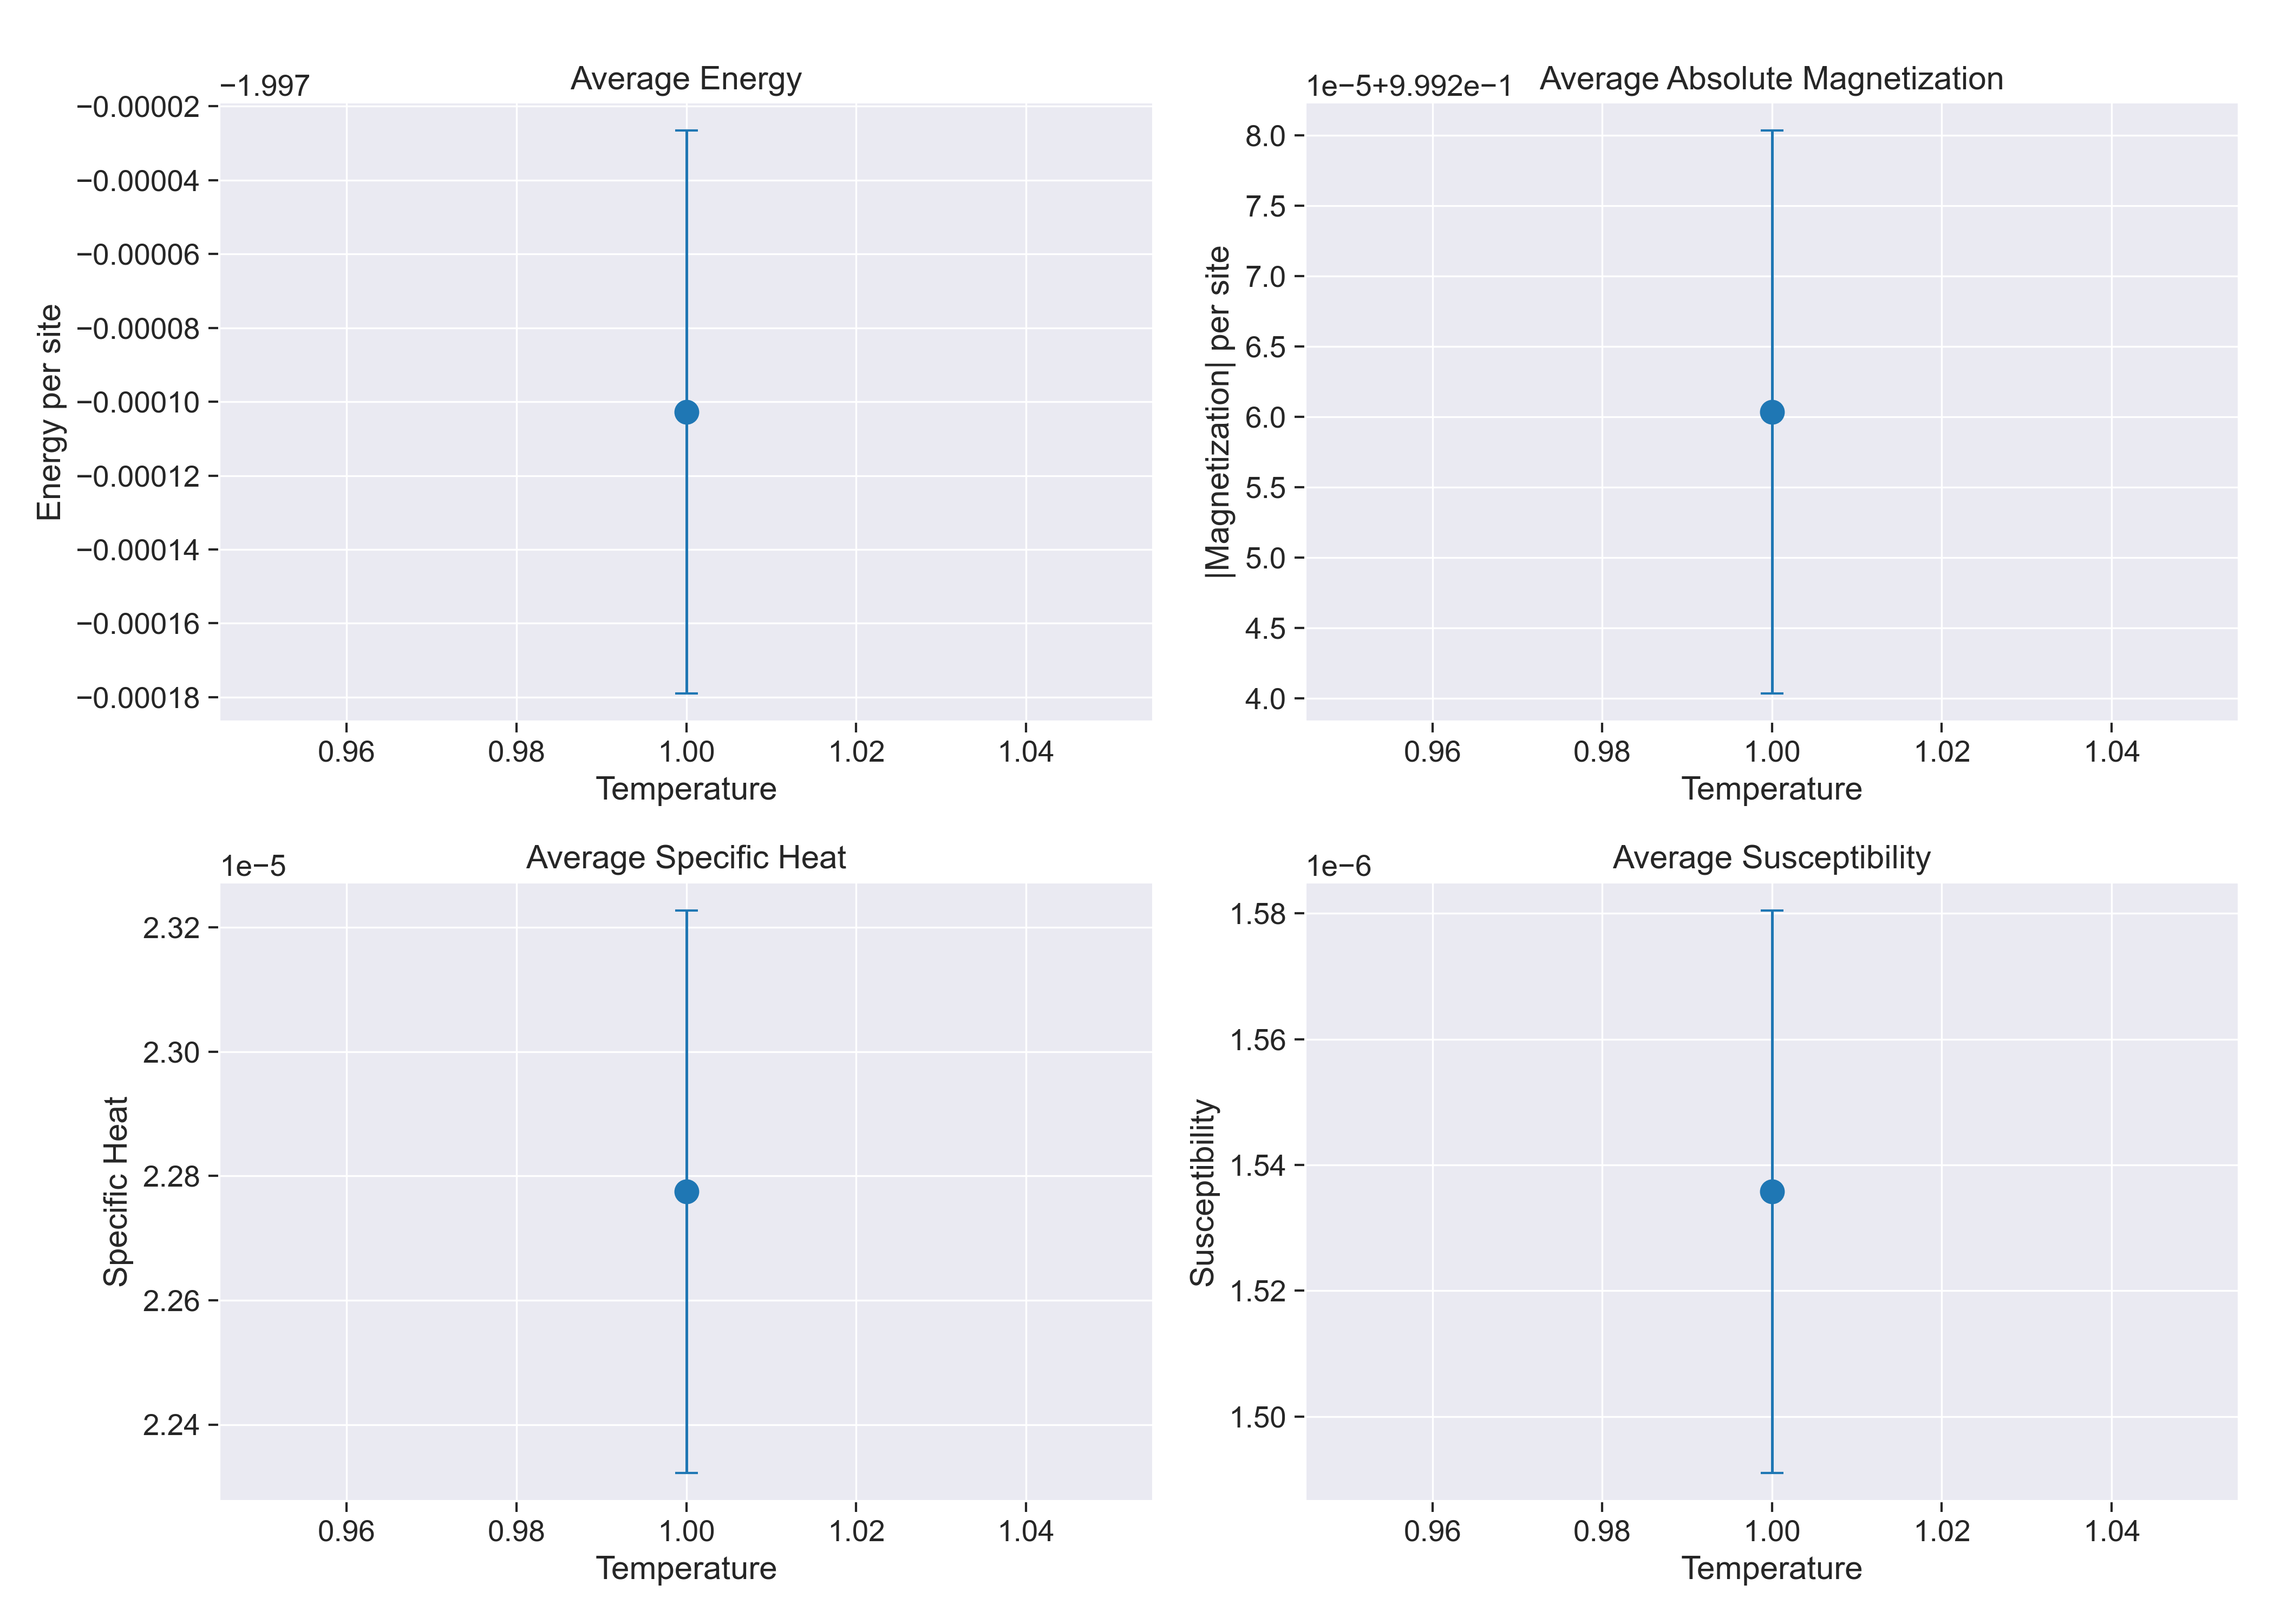 Average Energy
−1.997
−0.00002
−0.00004
−0.00006
−0.00008
−0.00010
−0.00012
−0.00014
−0.00016
−0.00018
Energy per site
0.96 0.98 1.00 1.02 1.04
Temperature
Average Absolute Magnetization
1e−5+9.992e−1
8.0
7.5
7.0
6.5
6.0
5.5
5.0
4.5
4.0
|Magnetization| per site
0.96 0.98 1.00 1.02 1.04
Temperature
Average Specific Heat
1e−5
2.32
2.30
2.28
2.26
2.24
Specific Heat
0.96 0.98 1.00 1.02 1.04
Temperature
Average Susceptibility
1e−6
1.58
1.56
1.54
1.52
1.50
Susceptibility
0.96 0.98 1.00 1.02 1.04
Temperature